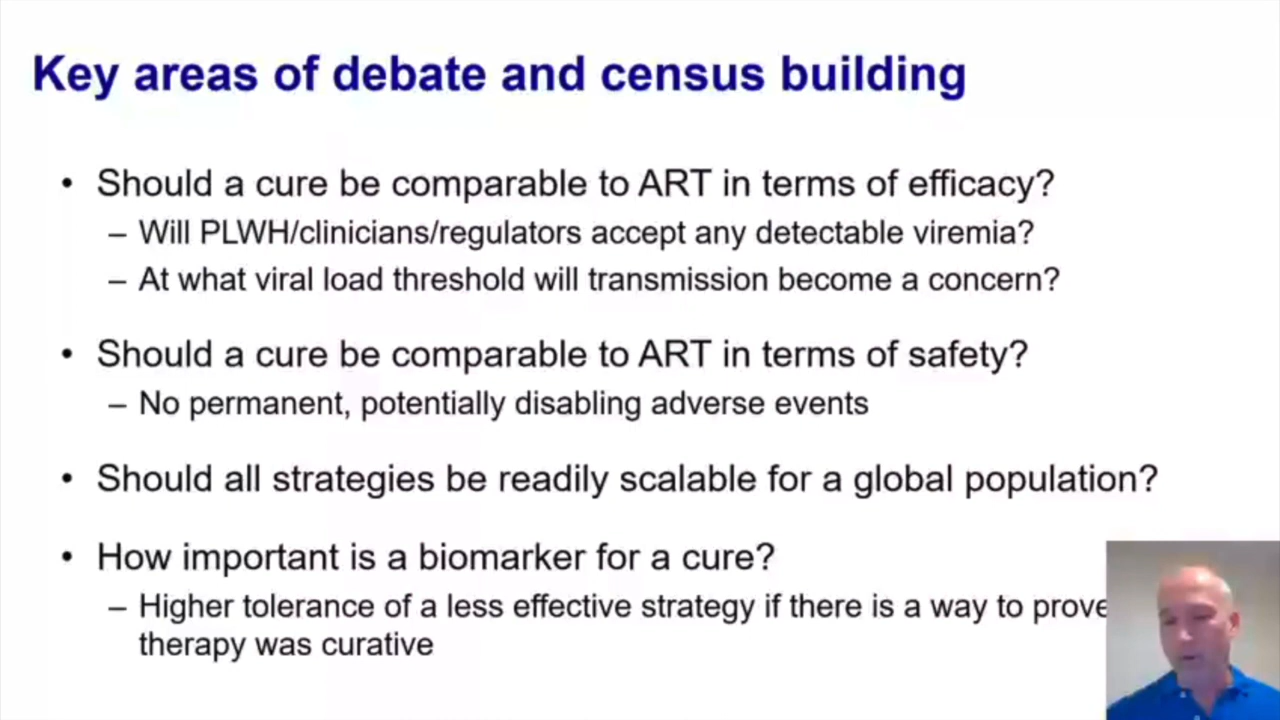 Key areas of debate and census building
• Should a cure be comparable to ART in terms of efficacy?
– Will PLWH/clinicians/regulators accept any detectable viremia?
– At what viral load threshold will transmission become a concern?
• Should a cure be comparable to ART in terms of safety?
– No permanent, potentially disabling adverse events
• Should all strategies be readily scalable for a global population?
• How important is a biomarker for a cure?
– Higher tolerance of a less effective strategy if there is a way to prove
therapy was curative